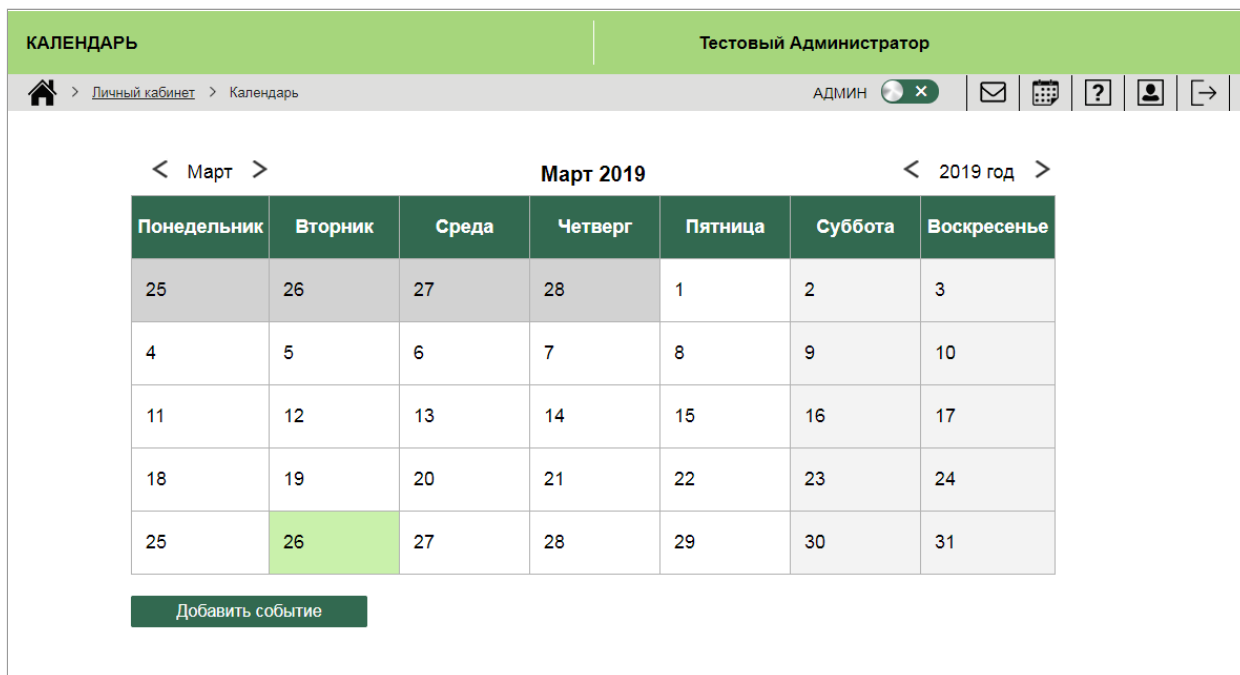 КАЛЕНДАРЬ
Тестовый Администратор
> Личный кабинет > Календарь
АДМИН
< Март >
Март 2019
< 2019 год >
Понедельник Вторник Среда Четверг Пятница Суббота Воскресенье
25 26 27 28 1 2 3
4 5 6 7 8 9 10
11 12 13 14 15 16 17
18 19 20 21 22 23 24
25 26 27 28 29 30 31
Добавить событие